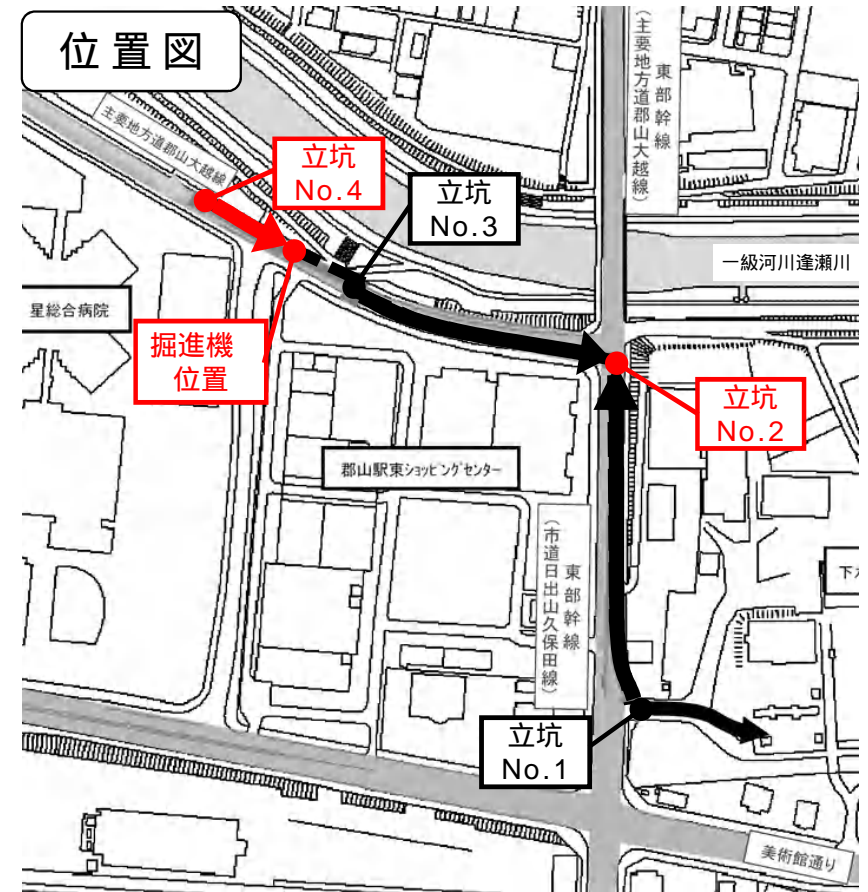 位置図
主要地方道郡山大越線
立坑
No.4
立坑
No.3
東部幹線
（主要地方道郡山大越線）
一級河川逢瀬川
星総合病院
掘進機
位置
立坑
No.2
郡山駅東ショッピングセンター
東部幹線
（市道日出山久保田線）
立坑
No.1
美術館通り